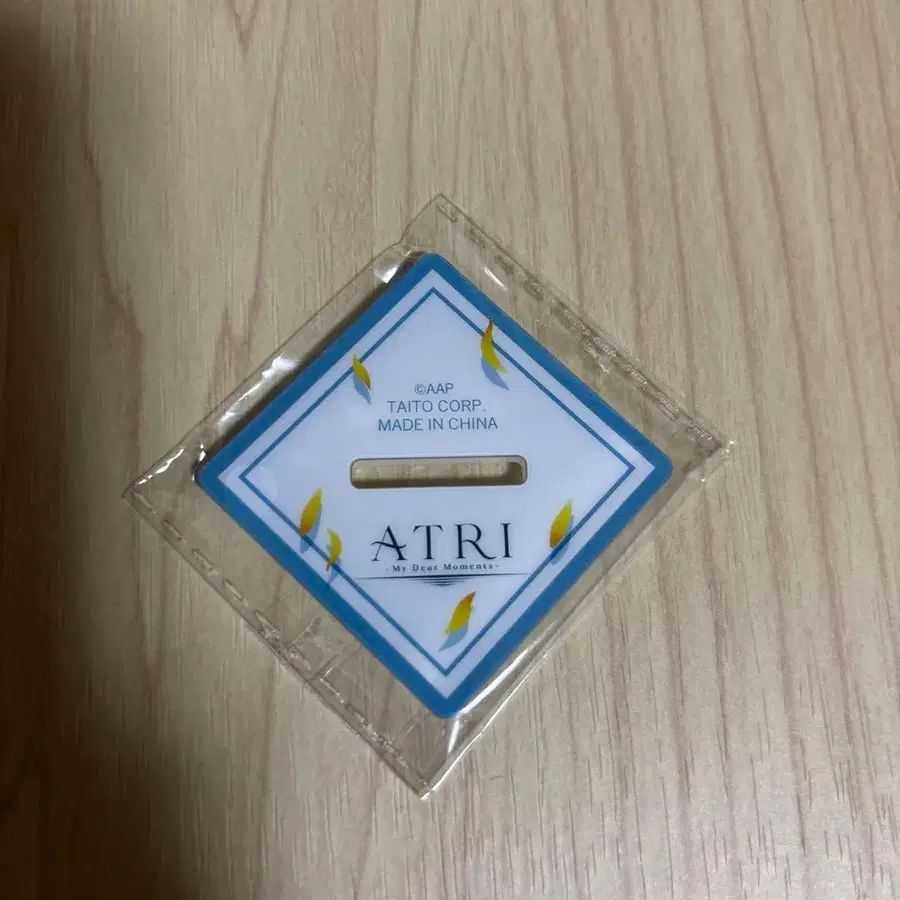 ©AAP
TAITO CORP.
MADE IN CHINA
ATRI
-My Dear Moments-